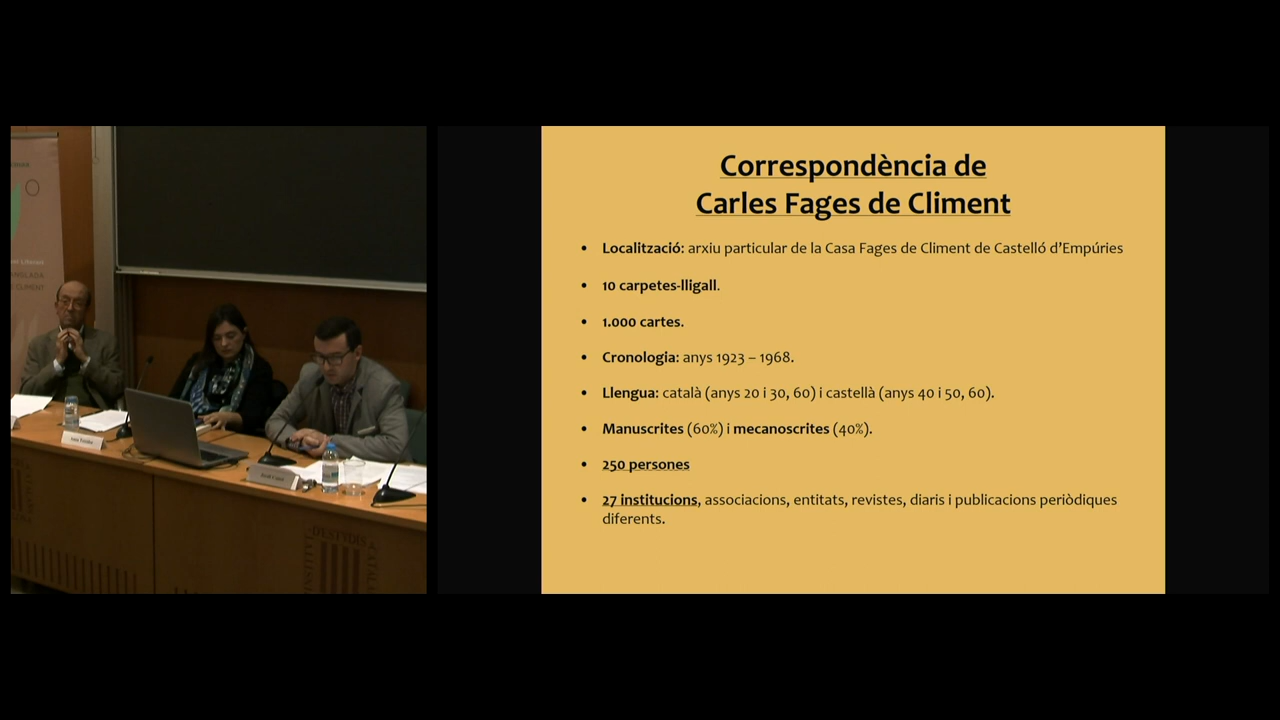 Correspondència de
Carles Fages de Climent
• Localització: arxiu particular de la Casa Fages de Climent de Castelló d'Empúries
• 10 carpetes-lligall.
• 1.000 cartes.
• Cronologia: anys 1923 – 1968.
• Llengua: català (anys 20 i 30, 60) i castellà (anys 40 i 50, 60).
• Manuscrites (60%) i mecanoscrites (40%).
• 250 persones
• 27 institucions, associacions, entitats, revistes, diaris i publicacions periòdiques
diferents.